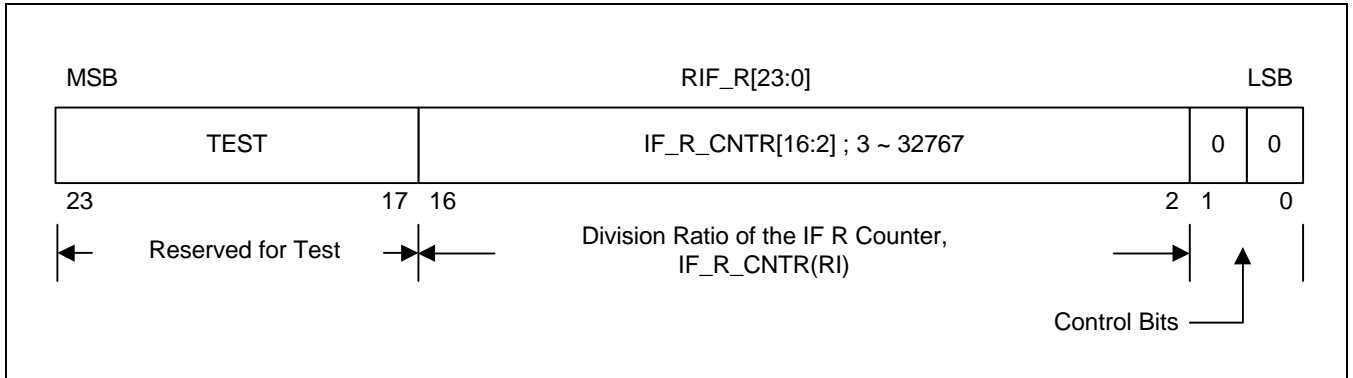 MSB RIF_R[23:0] LSB
TEST IF_R_CNTR[16:2] ; 3 ~ 32767 0 0
23 17 16 2 1 0
Reserved for Test Division Ratio of the IF R Counter,
IF_R_CNTR(RI)
Control Bits